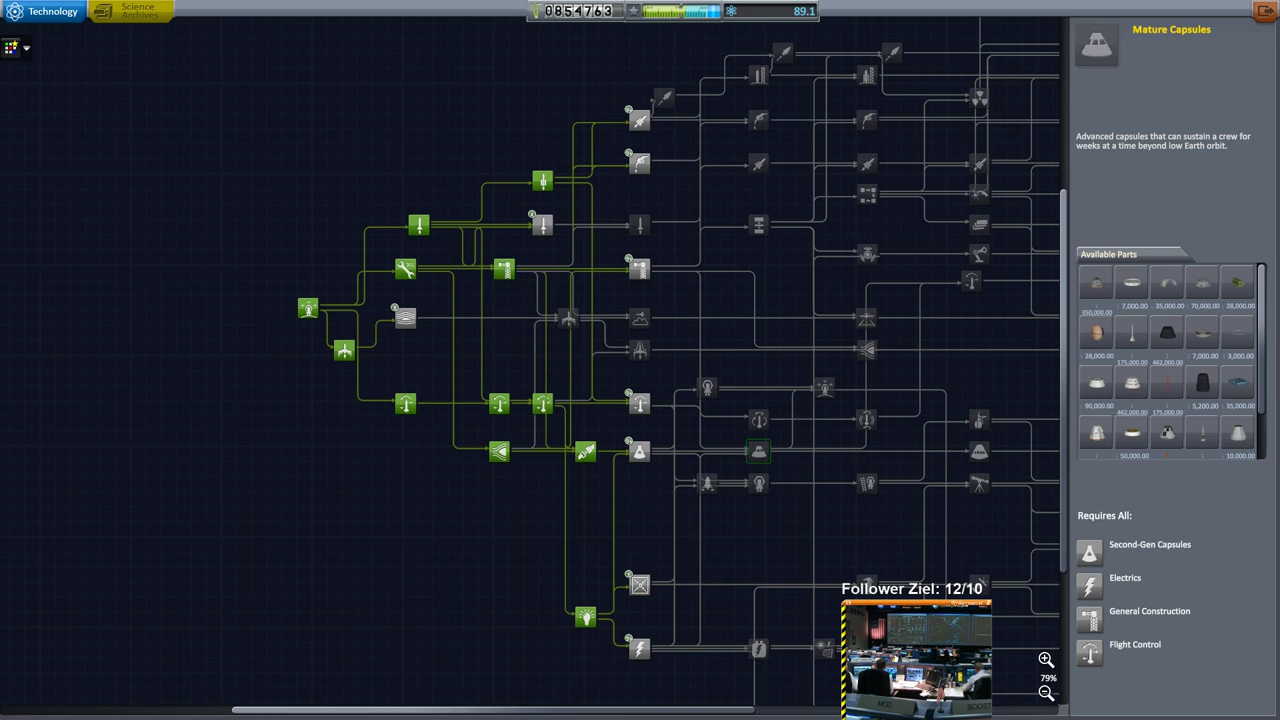 Technology
Science
Archives
0854763
89.1
Mature Capsules
Advanced capsules that can sustain a crew for
weeks at a time beyond low Earth orbit.
Available Parts
7,000.00 35,000.00 70,000.00 28,000.00
350,000.00
28,000.00 7,000.00 3,000.00
175,000.00 462,000.00
90,000.00 5,200.00 35,000.00
462,000.00 175,000.00
50,000.00 10,000.00
Requires All:
Second-Gen Capsules
Electrics
General Construction
Flight Control
Follower Ziel: 12/10
MOD
BOOST
79%